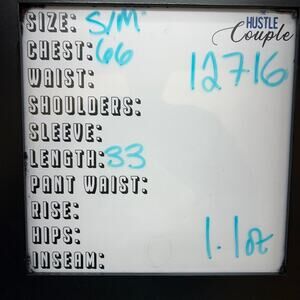 HUSTLE
Couple
SIZE: S/M
CHEST: 66
12716
WAIST:
SHOULDERS:
SLEEVE:
LENGTH: 33
PANT WAIST:
RISE:
HIPS:
1.1oz
INSEAM: